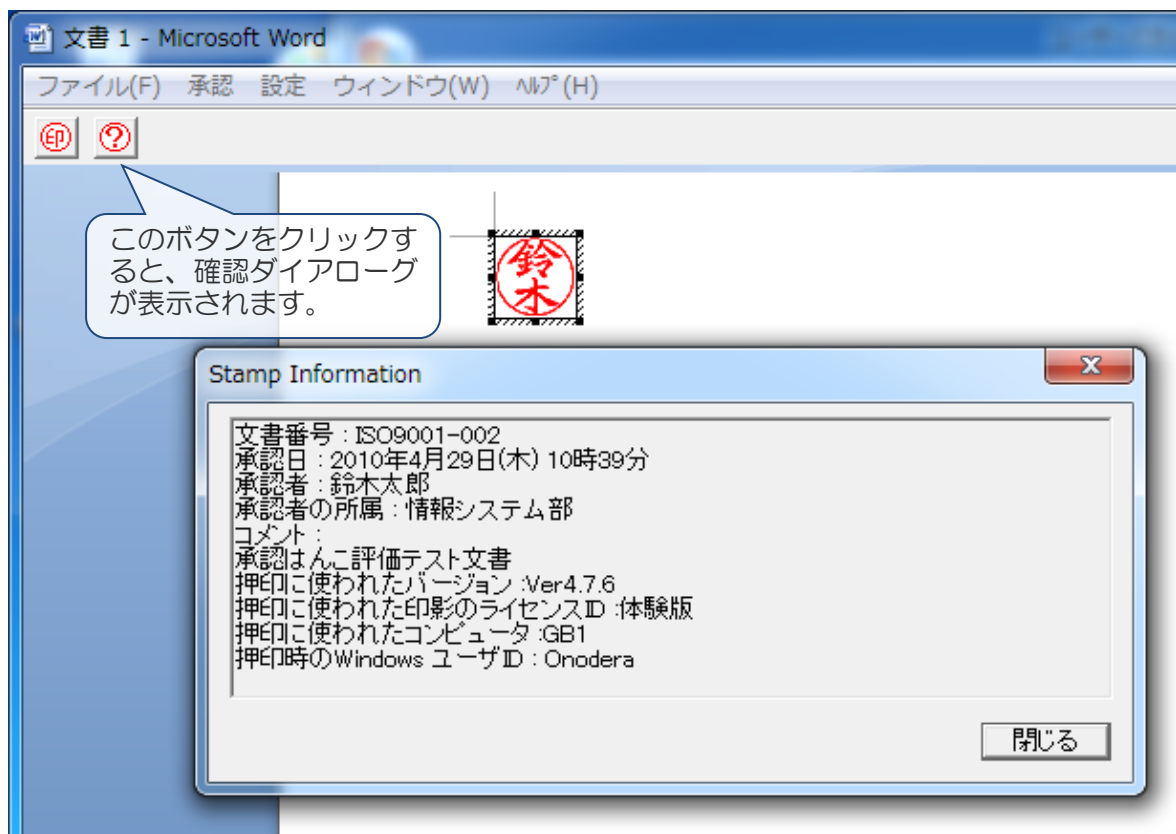 文書 1 - Microsoft Word
ファイル(F) 承認 設定 ウィンドウ(W) ﾍﾙﾌﾟ(H)
印 ?
このボタンをクリックす
ると、確認ダイアローグ
が表示されます。
鈴
木
Stamp Information
文書番号：ISO9001-002
承認日：2010年4月29日(木) 10時39分
承認者：鈴木太郎
承認者の所属：情報システム部
コメント：
承認はんこ評価テスト文書
押印に使われたバージョン :Ver4.7.6
押印に使われた印影のライセンスID :体験版
押印に使われたコンピュータ :GB1
押印時のWindows ユーザID：Onodera
閉じる